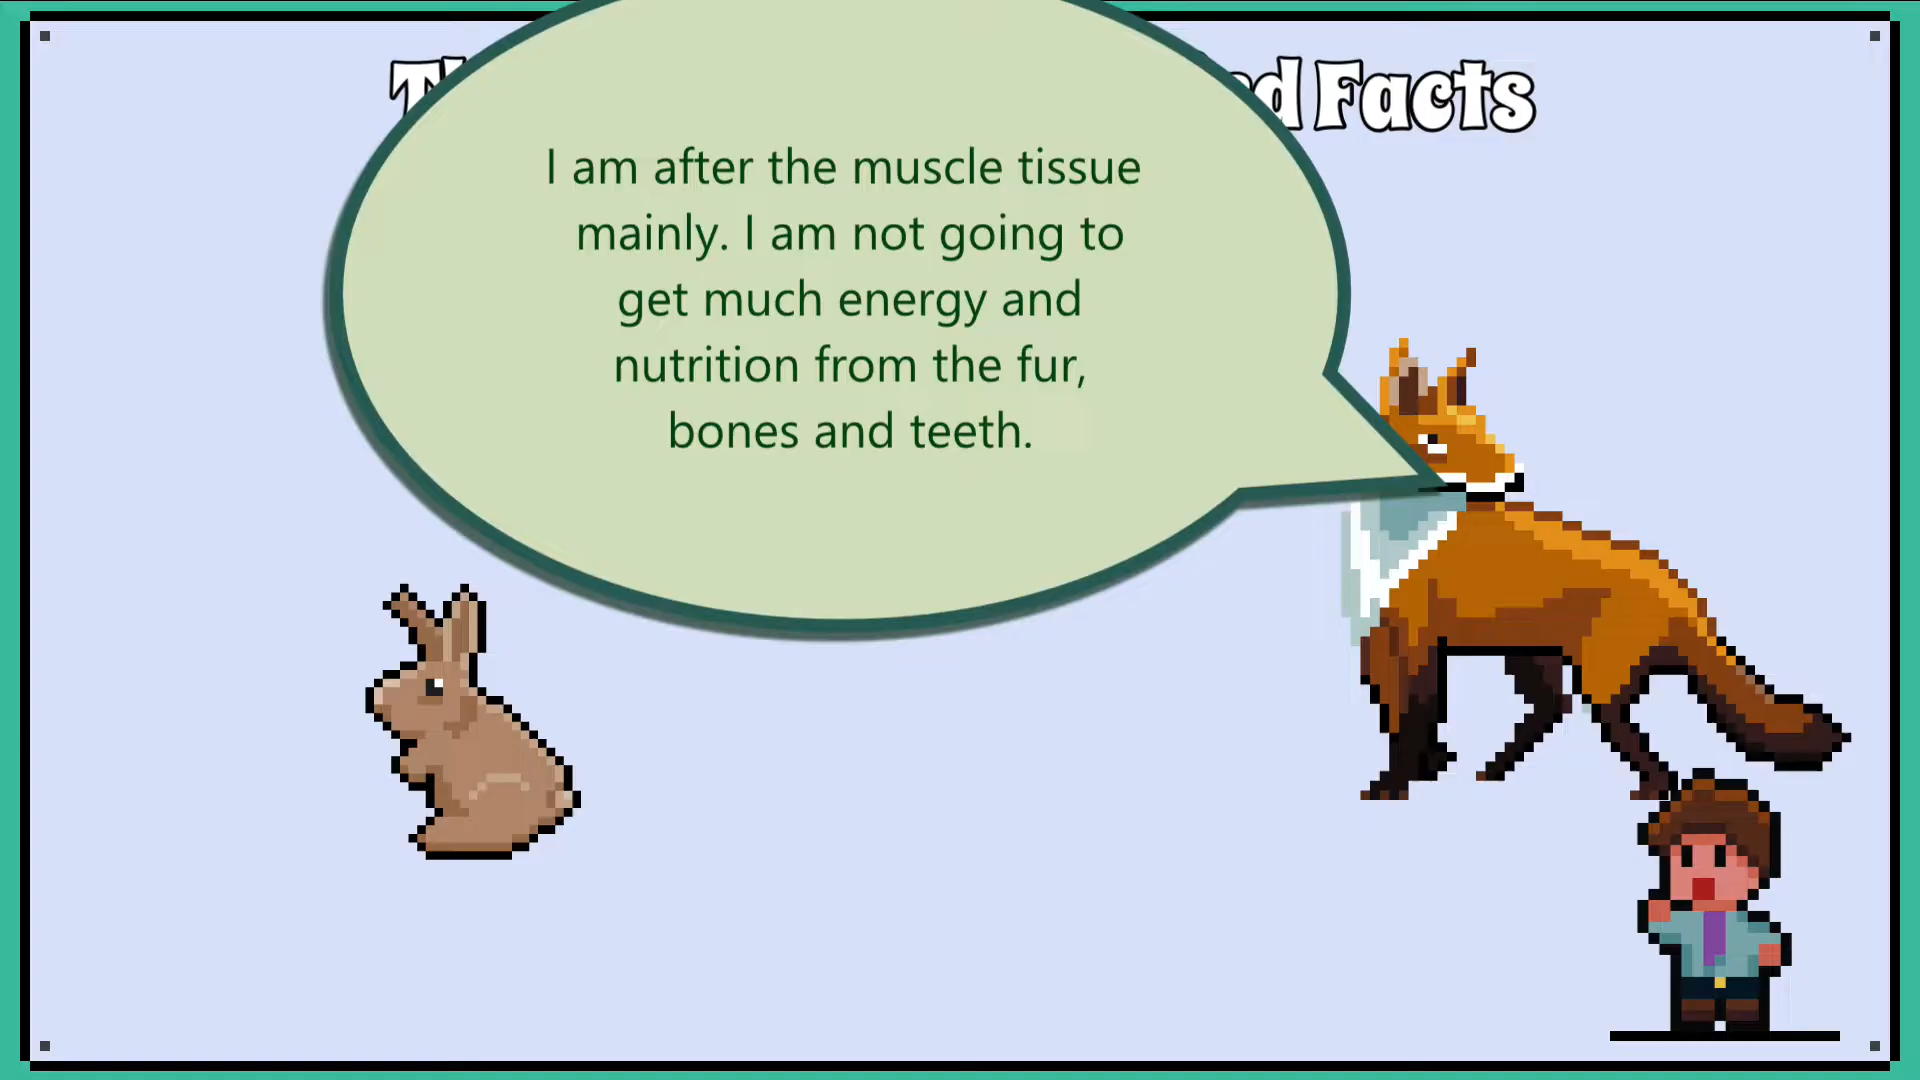 Facts
I am after the muscle tissue
mainly. I am not going to
get much energy and
nutrition from the fur,
bones and teeth.